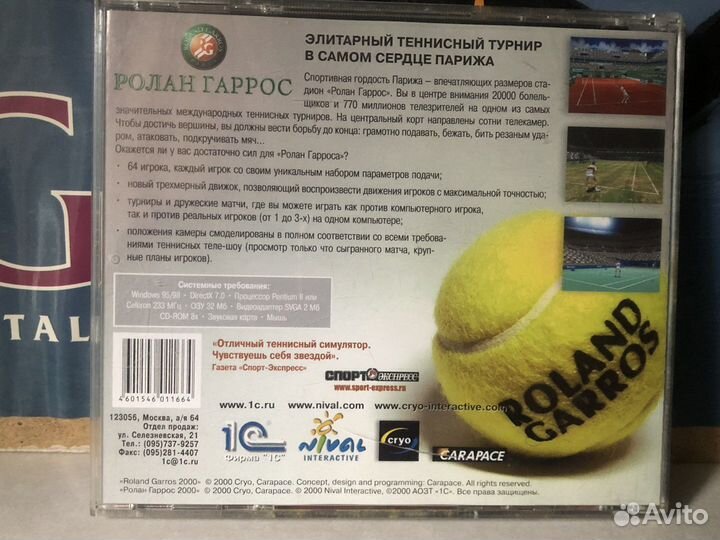 ЭЛИТАРНЫЙ ТЕННИСНЫЙ ТУРНИР
В САМОМ СЕРДЦЕ ПАРИЖА
РОЛАН ГАРРОС
Спортивная гордость Парижа – впечатляющих размеров ста-
дион «Ролан Гаррос». Вы в центре внимания 20000 болель-
щиков и 770 миллионов телезрителей на одном из самых
значительных международных теннисных турниров. На центральный корт направлены сотни телекамер.
Чтобы достичь вершины, вы должны вести борьбу до конца: грамотно подавать, бежать, бить резаным уда-
ром, атаковать, подкручивать мяч...
Окажется ли у вас достаточно сил для «Ролан Гарроса»?
• 64 игрока, каждый игрок со своим уникальным набором параметров подачи;
• новый трехмерный движок, позволяющий воспроизвести движения игроков с максимальной точностью;
• турниры и дружеские матчи, где вы можете играть как против компьютерного игрока,
так и против реальных игроков (от 1 до 3-х) на одном компьютере;
• положения камеры смоделированы в полном соответствии со всеми требова-
ниями теннисных теле-шоу (просмотр только что сыгранного матча, круп-
ные планы игроков).
Системные требования:
Windows 95/98 • DirectX 7.0 • Процессор Pentium II или
Celeron 233 МГц • ОЗУ 32 Мб • Видеоадаптер SVGA 2 Мб
CD-ROM 8x • Звуковая карта • Мышь
«Отличный теннисный симулятор.
Чувствуешь себя звездой».
Газета «Спорт-Экспресс»
СПОРТ ЭКСПРЕСС
www.sport-express.ru
4601546011664
123056, Москва, а/я 64
Отдел продаж:
ул. Селезневская, 21
Тел.: (095)737-9257
Факс: (095)281-4407
1c@1c.ru
www.1c.ru www.nival.com www.cryo-interactive.com
1С
Фирма "1С"
NIVAL
INTERACTIVE
cryo
CARAPACE
ROLAND
GARROS
«Roland Garros 2000» © 2000 Cryo, Carapace. Concept, design and programming: Carapace. All rights reserved.
«Ролан Гаррос 2000» © 2000 Cryo, Carapace. © 2000 Nival Interactive, ©2000 АОЗТ «1С». Все права защищены.
G
TAL
Avito